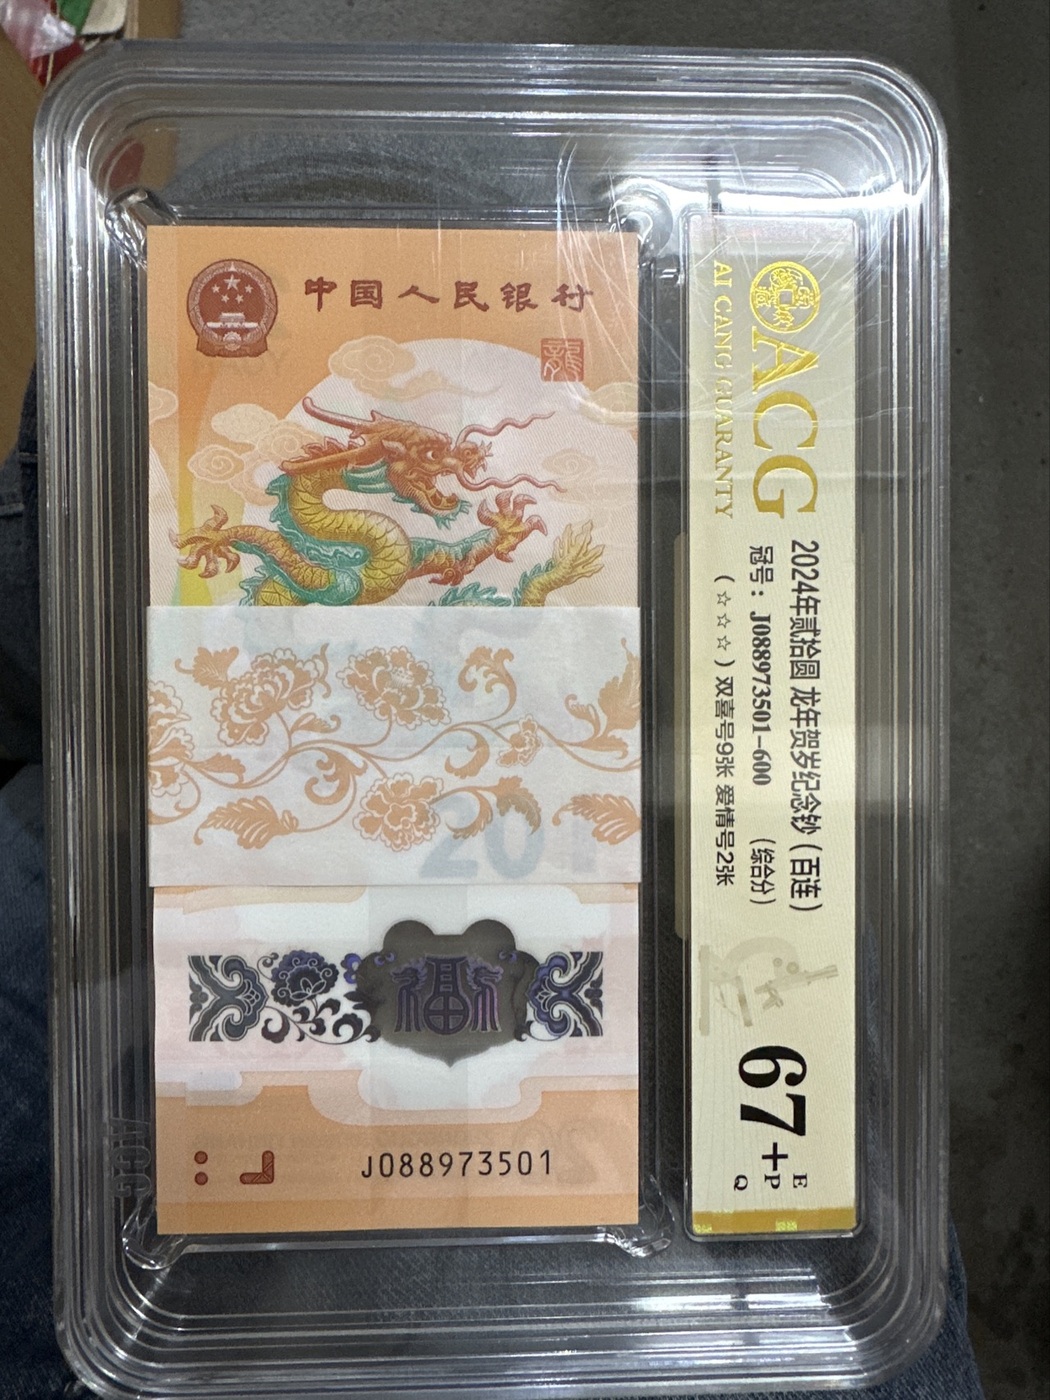 中国人民银行
龍
福
J088973501
20
ACG
AI CANG GUARANTY
2024年贰拾圆 龙年贺岁纪念钞（百连）
冠号：J088973501-600 （综合分）
（☆☆☆）双喜号9张 爱情号2张
67+
E
P
Q
ACG